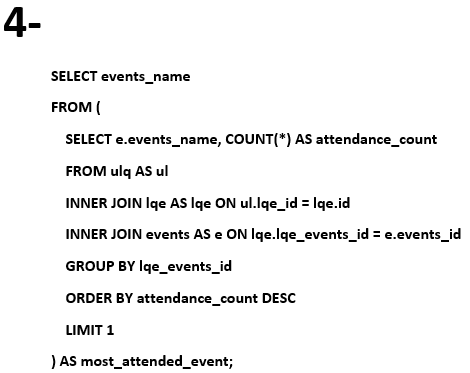 4-
SELECT events_name
FROM (
SELECT e.events_name, COUNT(*) AS attendance_count
FROM ulq AS ul
INNER JOIN lqe AS lqe ON ul.lqe_id = lqe.id
INNER JOIN events AS e ON lqe.lqe_events_id = e.events_id
GROUP BY lqe_events_id
ORDER BY attendance_count DESC
LIMIT 1
) AS most_attended_event;